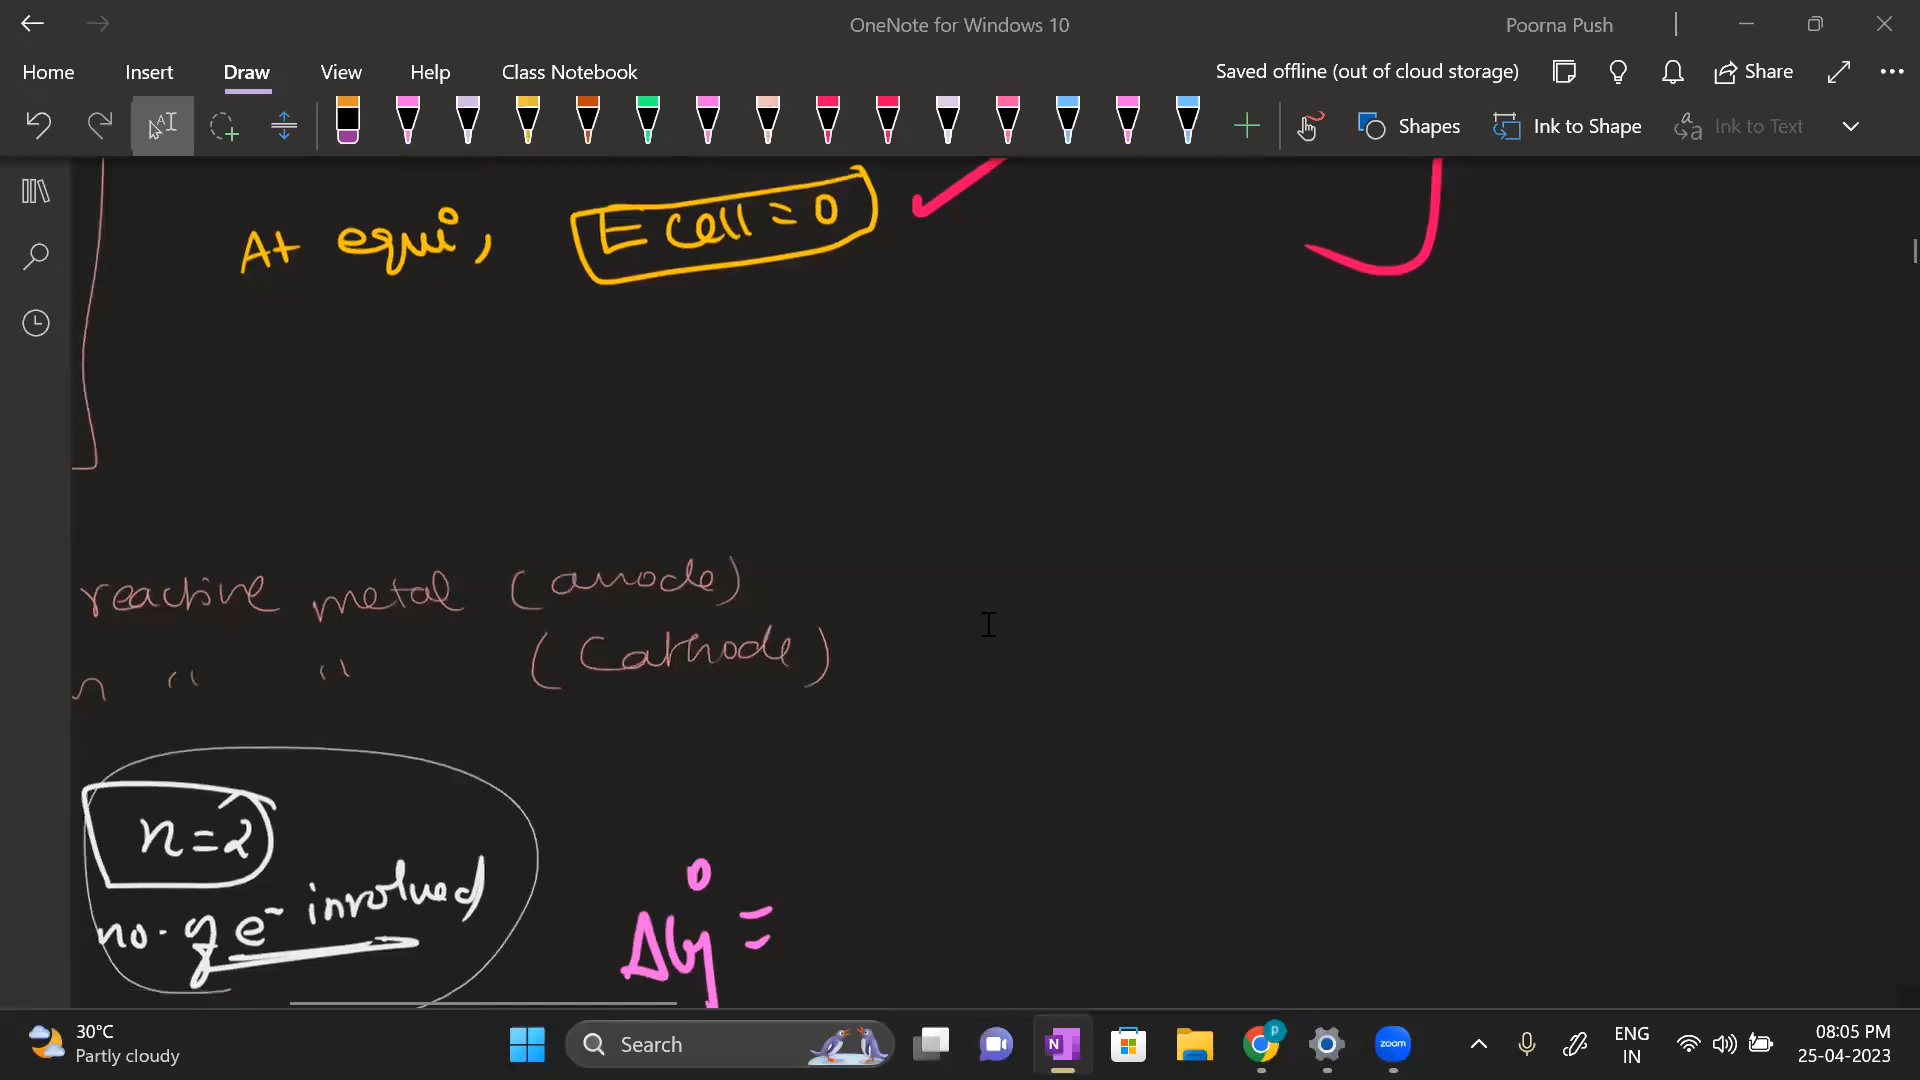 OneNote for Windows 10
Poorna Push
Home Insert Draw View Help Class Notebook
Saved offline (out of cloud storage)
Share
Shapes
Ink to Shape
Ink to Text
At equi, E cell = 0
reactive metal (anode)
n " " (Cathode)
n = 2
no. of e⁻ involved
ΔG° =
30°C
Partly cloudy
Search
zoom
ENG
IN
08:05 PM
25-04-2023